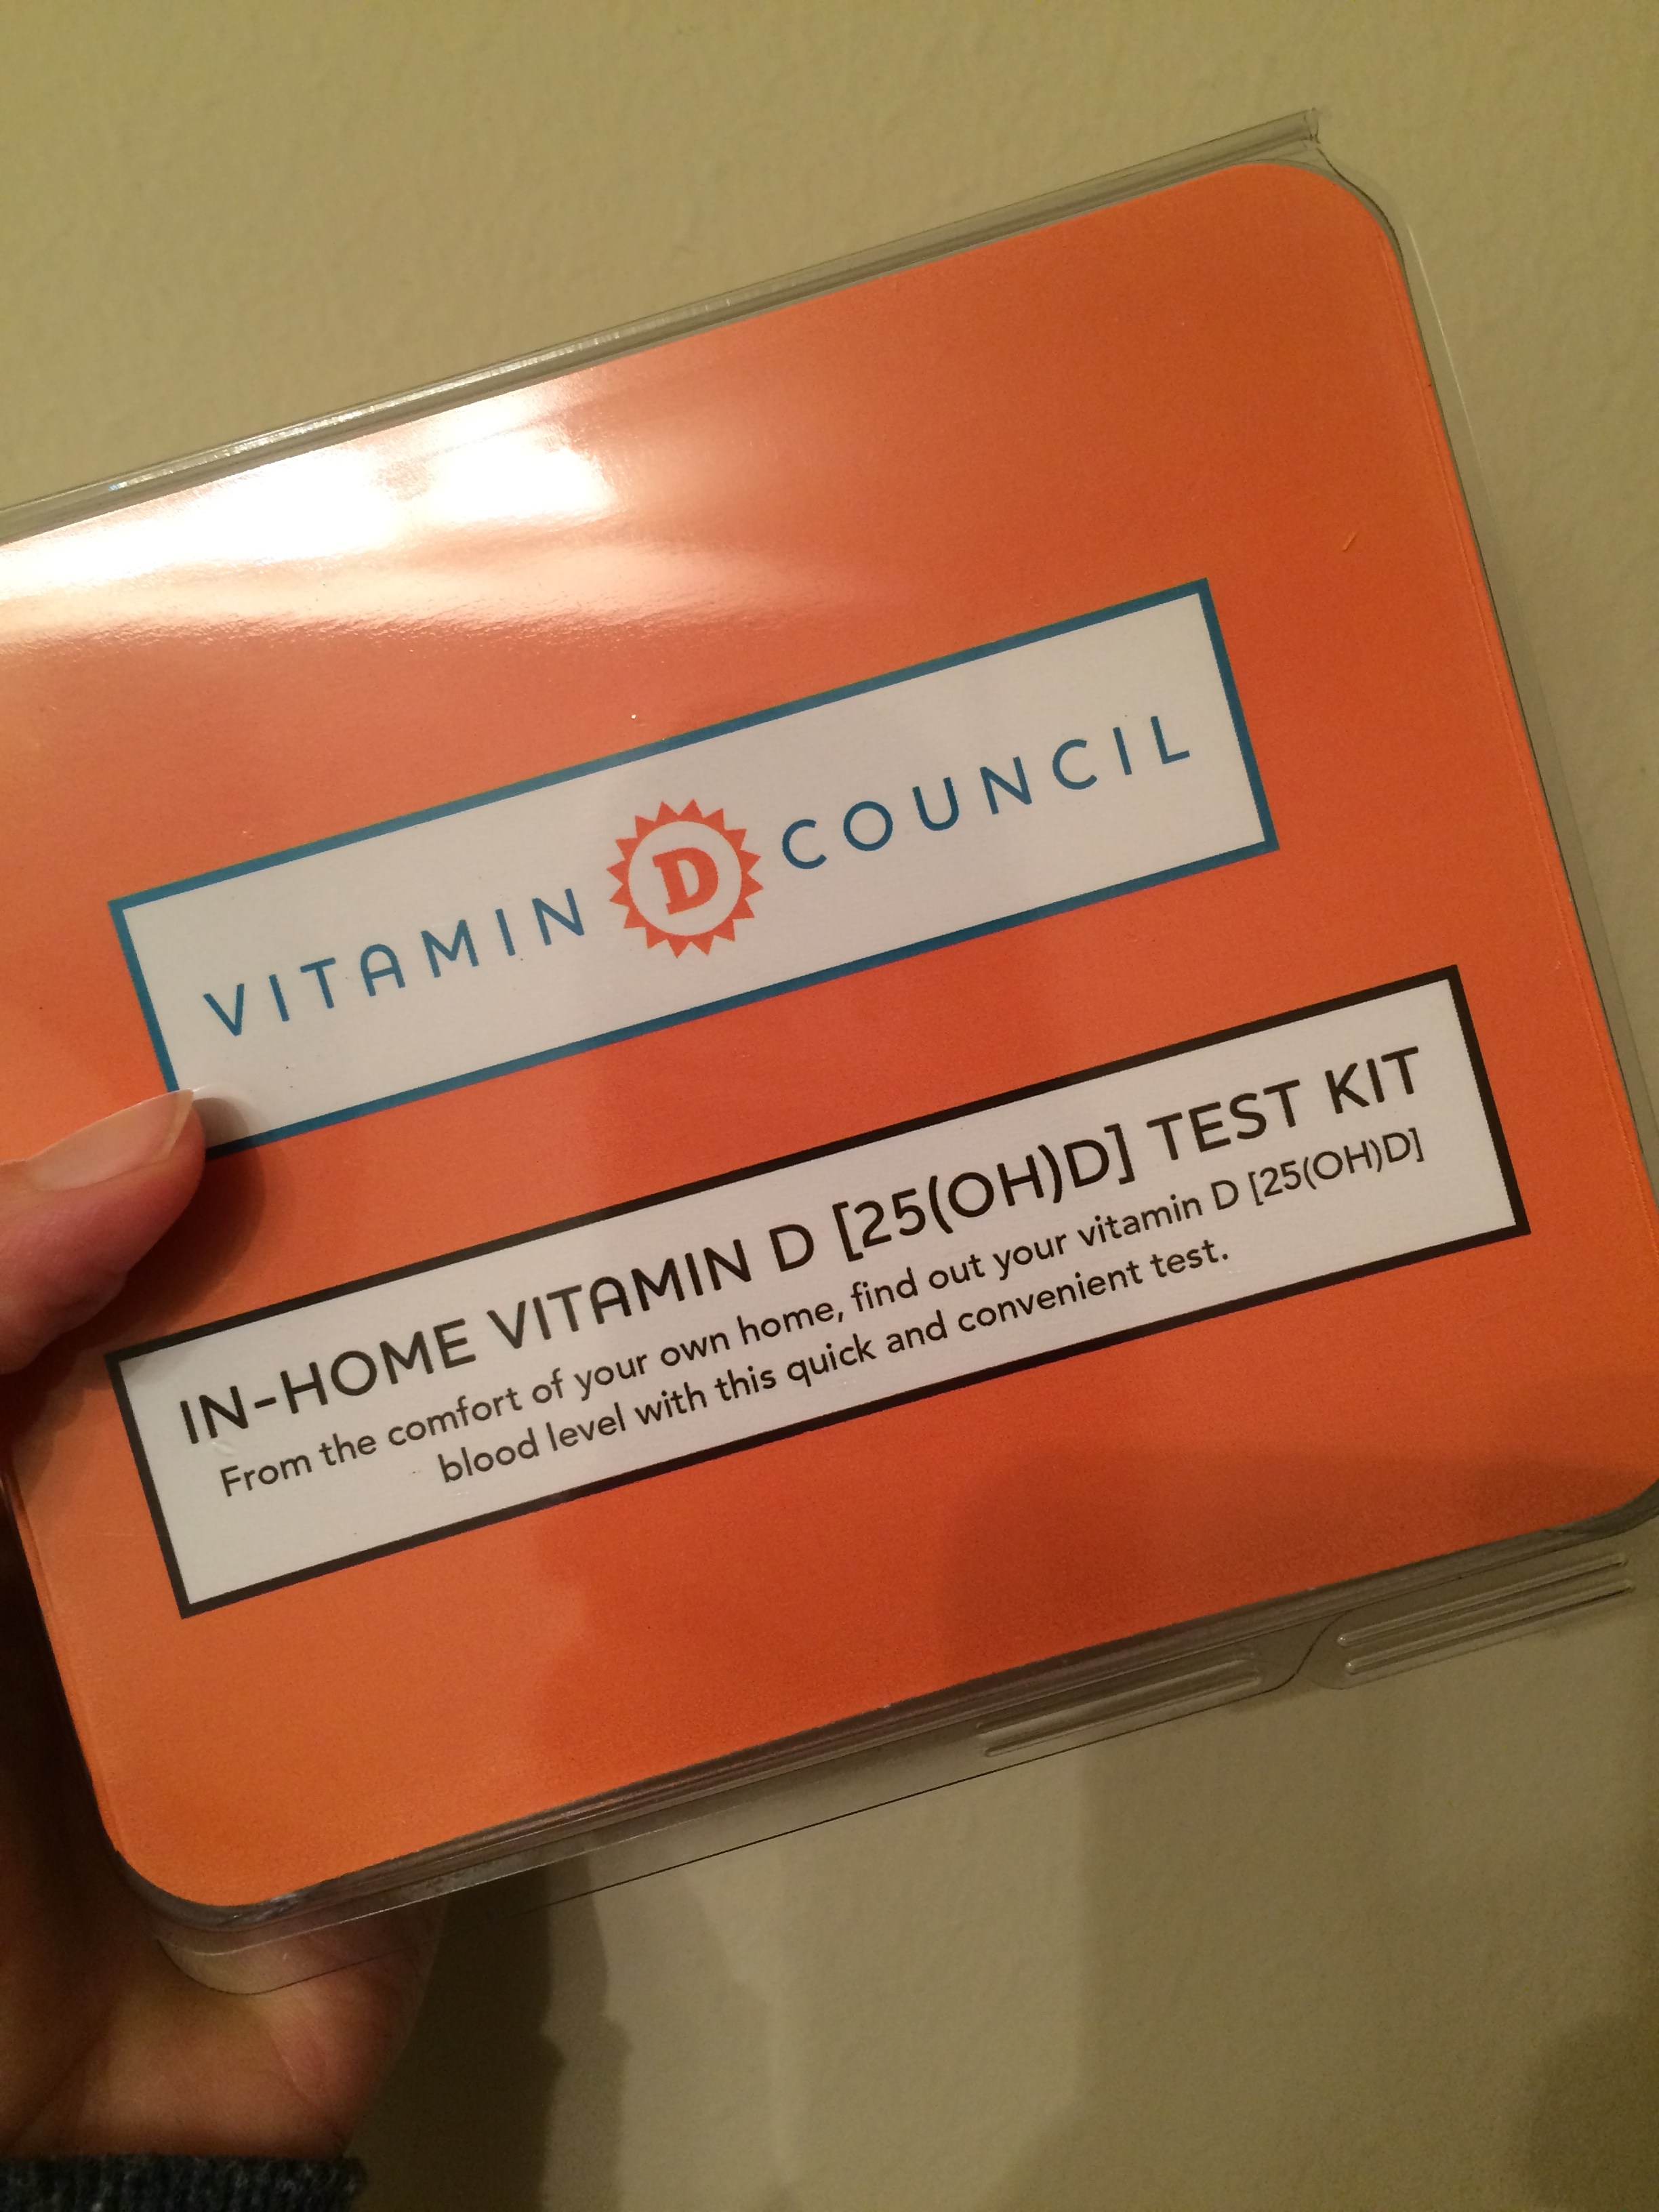 VITAMIN D COUNCIL
IN-HOME VITAMIN D [25(OH)D] TEST KIT
From the comfort of your own home, find out your vitamin D [25(OH)D]
blood level with this quick and convenient test.